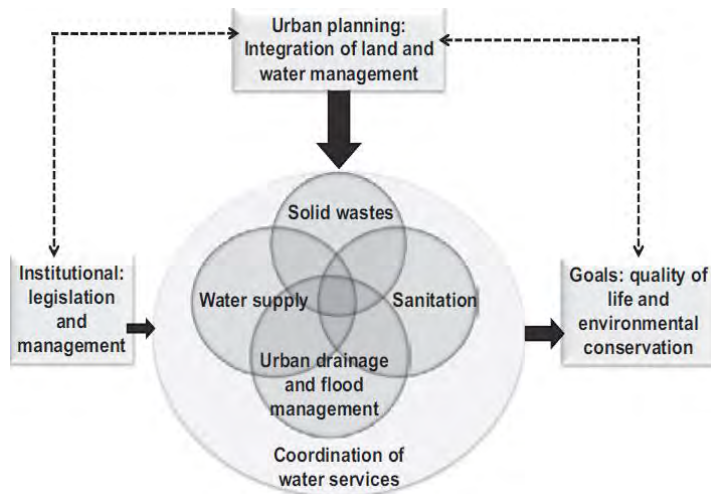 Urban planning:
Integration of land and
water management
Solid wastes
Institutional:
legislation
and
management
Water supply
Sanitation
Goals: quality of
life and
environmental
conservation
Urban drainage
and flood
management
Coordination of
water services